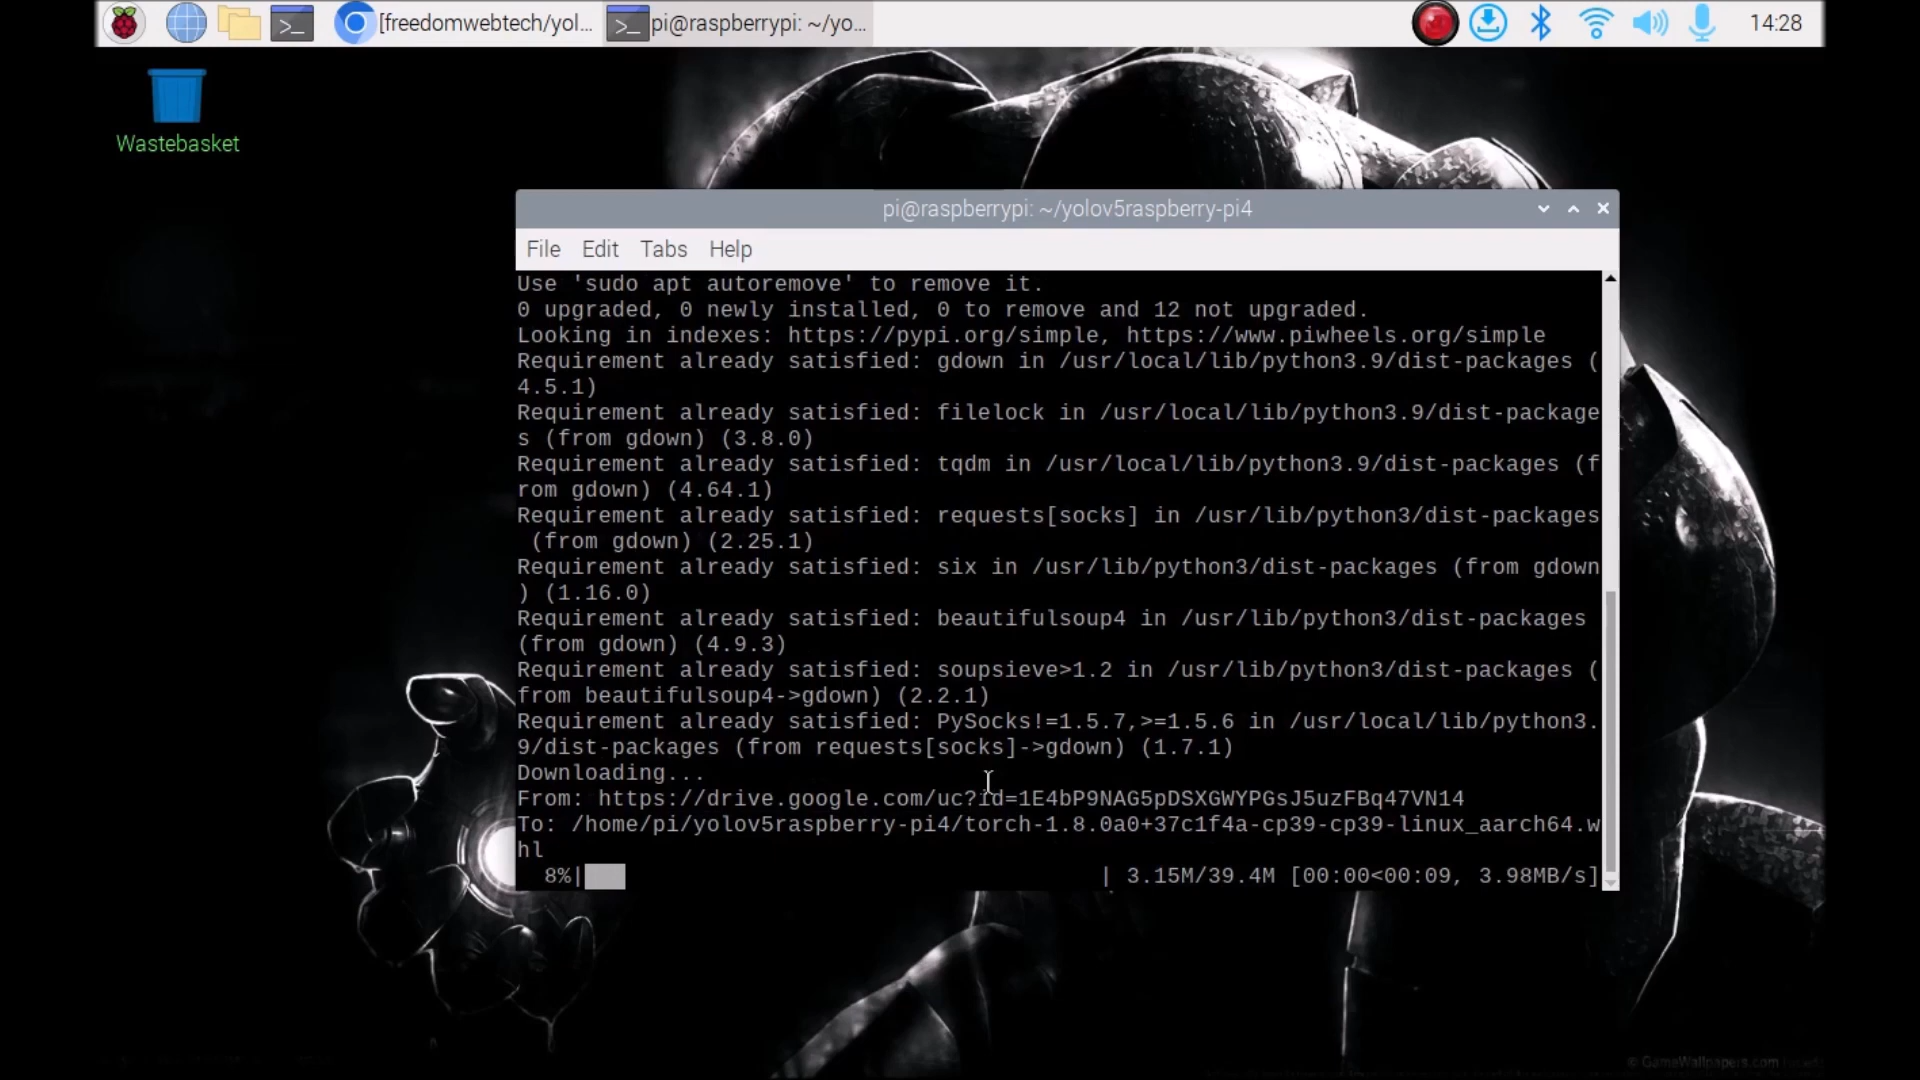 [freedomwebtech/yol...
pi@raspberrypi: ~/yo...
14:28
Wastebasket
pi@raspberrypi: ~/yolov5raspberry-pi4
File Edit Tabs Help
Use 'sudo apt autoremove' to remove it.
0 upgraded, 0 newly installed, 0 to remove and 12 not upgraded.
Looking in indexes: https://pypi.org/simple, https://www.piwheels.org/simple
Requirement already satisfied: gdown in /usr/local/lib/python3.9/dist-packages (
4.5.1)
Requirement already satisfied: filelock in /usr/local/lib/python3.9/dist-package
s (from gdown) (3.8.0)
Requirement already satisfied: tqdm in /usr/local/lib/python3.9/dist-packages (f
rom gdown) (4.64.1)
Requirement already satisfied: requests[socks] in /usr/lib/python3/dist-packages
(from gdown) (2.25.1)
Requirement already satisfied: six in /usr/lib/python3/dist-packages (from gdown
) (1.16.0)
Requirement already satisfied: beautifulsoup4 in /usr/lib/python3/dist-packages
(from gdown) (4.9.3)
Requirement already satisfied: soupsieve>1.2 in /usr/lib/python3/dist-packages (
from beautifulsoup4->gdown) (2.2.1)
Requirement already satisfied: PySocks!=1.5.7,>=1.5.6 in /usr/local/lib/python3.
9/dist-packages (from requests[socks]->gdown) (1.7.1)
Downloading...
From: https://drive.google.com/uc?id=1E4bP9NAG5pDSXGWYPGsJ5uzFBq47VN14
To: /home/pi/yolov5raspberry-pi4/torch-1.8.0a0+37c1f4a-cp39-cp39-linux_aarch64.w
hl
8%| | 3.15M/39.4M [00:00<00:09, 3.98MB/s]
© GameWallpapers.com